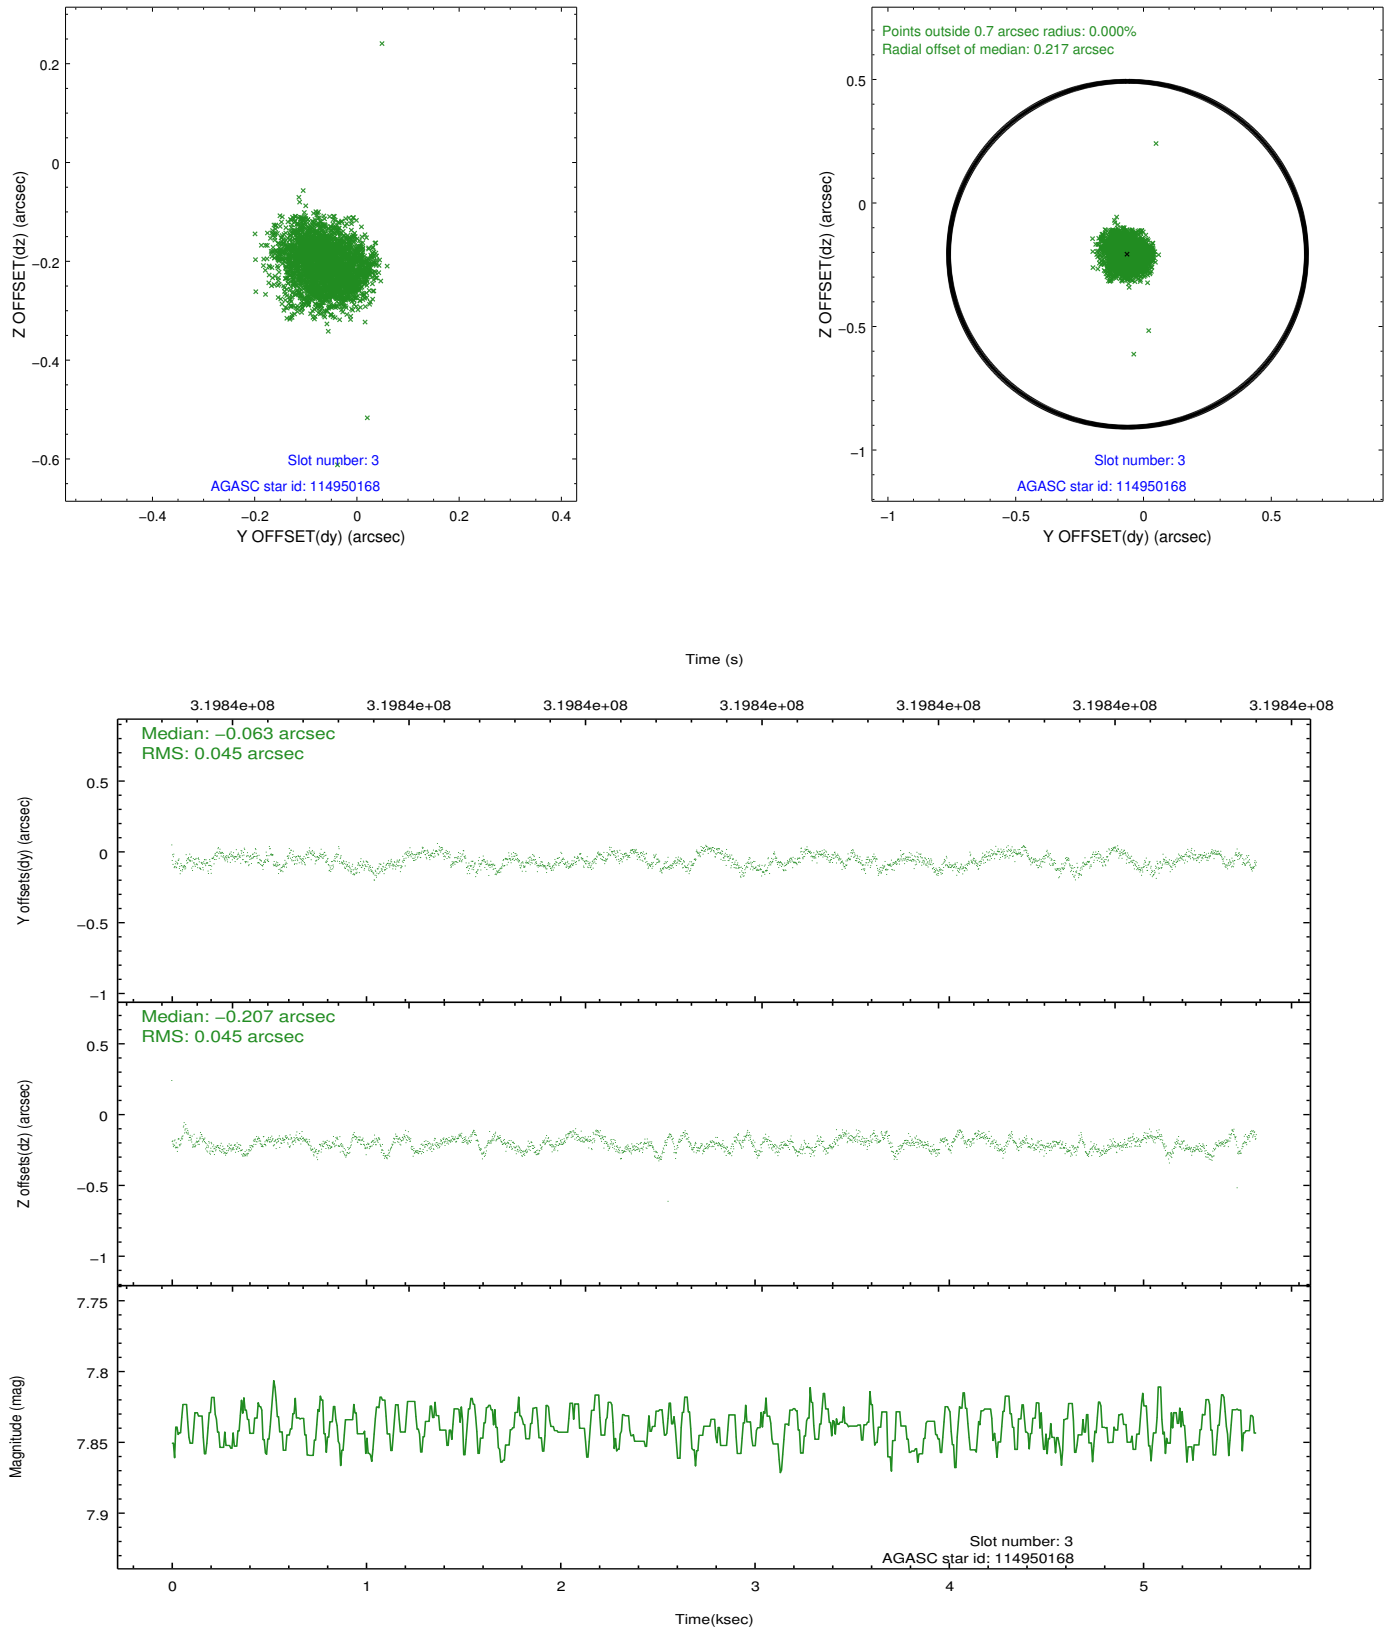 Points outside 0.7 arcsec radius: 0.000%
Radial offset of median: 0.217 arcsec
0.2
0
−0.2
−0.4
−0.6
Z OFFSET(dz) (arcsec)
Slot number: 3
AGASC star id: 114950168
−0.4
−0.2
0
0.2
0.4
Y OFFSET(dy) (arcsec)
0.5
0
−0.5
−1
Z OFFSET(dz) (arcsec)
Slot number: 3
AGASC star id: 114950168
−1
−0.5
0
0.5
Y OFFSET(dy) (arcsec)
Time (s)
3.1984e+08
3.1984e+08
3.1984e+08
3.1984e+08
3.1984e+08
3.1984e+08
3.1984e+08
Median: −0.063 arcsec
RMS: 0.045 arcsec
0.5
0
−0.5
−1
Y offsets(dy) (arcsec)
Median: −0.207 arcsec
RMS: 0.045 arcsec
0.5
0
−0.5
−1
Z offsets(dz) (arcsec)
7.75
7.8
7.85
7.9
Magnitude (mag)
Slot number: 3
AGASC star id: 114950168
0
1
2
3
4
5
Time(ksec)